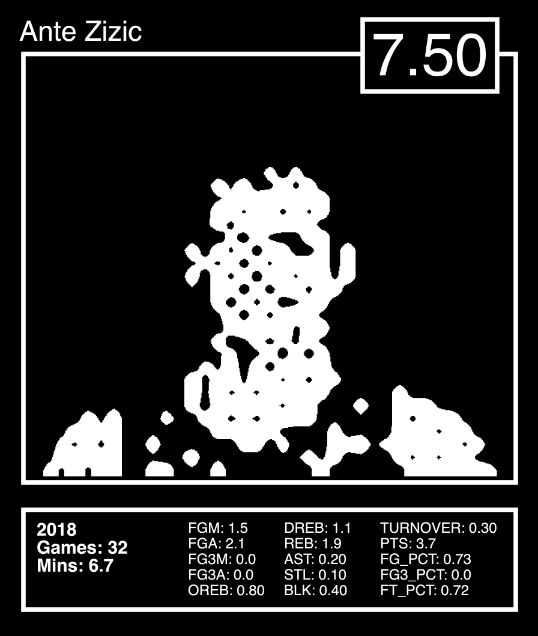 Ante Zizic
7.50
2018
Games: 32
Mins: 6.7
FGM: 1.5
FGA: 2.1
FG3M: 0.0
FG3A: 0.0
OREB: 0.80
DREB: 1.1
REB: 1.9
AST: 0.20
STL: 0.10
BLK: 0.40
TURNOVER: 0.30
PTS: 3.7
FG_PCT: 0.73
FG3_PCT: 0.0
FT_PCT: 0.72